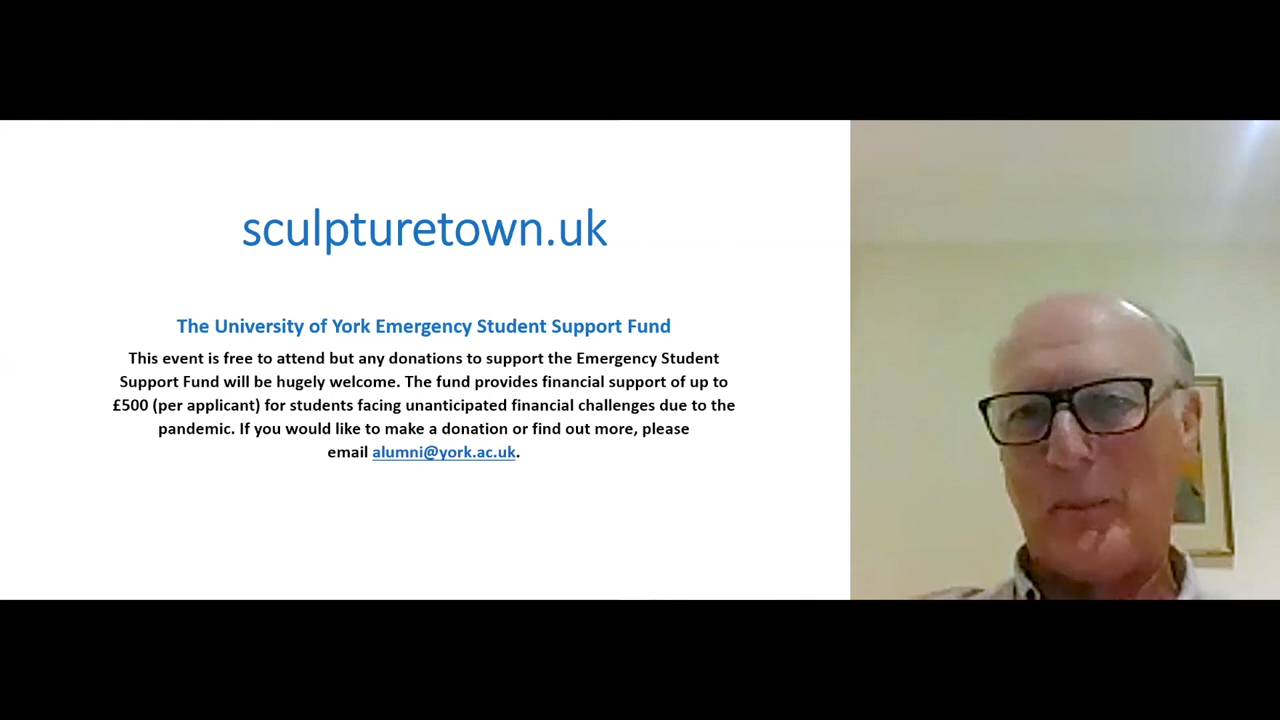 sculpturetown.uk
The University of York Emergency Student Support Fund
This event is free to attend but any donations to support the Emergency Student
Support Fund will be hugely welcome. The fund provides financial support of up to
£500 (per applicant) for students facing unanticipated financial challenges due to the
pandemic. If you would like to make a donation or find out more, please
email alumni@york.ac.uk.